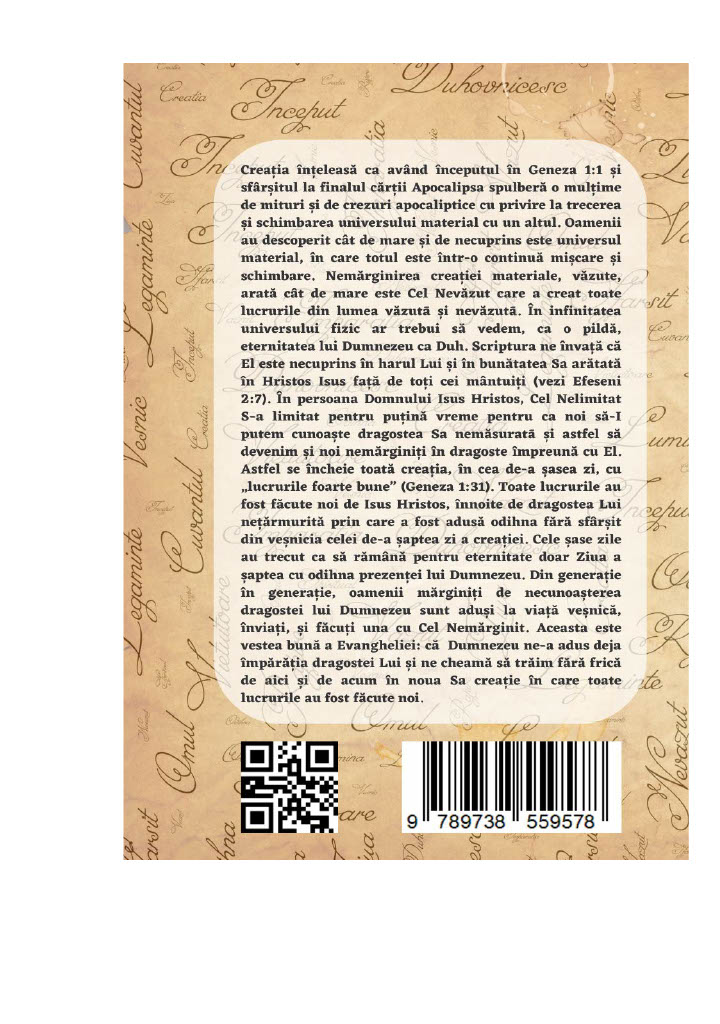 Creația înțeleasă ca având începutul în Geneza 1:1 și
sfârșitul la finalul cărții Apocalipsa spulberă o mulțime
de mituri și de crezuri apocaliptice cu privire la trecerea
și schimbarea universului material cu un altul. Oamenii
au descoperit cât de mare și de necuprins este universul
material, în care totul este într-o continuă mișcare și
schimbare. Nemărginirea creației materiale, văzute,
arată cât de mare este Cel Nevăzut care a creat toate
lucrurile din lumea văzută și nevăzută. În infinitatea
universului fizic ar trebui să vedem, ca o pildă,
eternitatea lui Dumnezeu ca Duh. Scriptura ne învață că
El este necuprins în harul Lui și în bunătatea Sa arătată
în Hristos Isus față de toți cei mântuiți (vezi Efeseni
2:7). În persoana Domnului Isus Hristos, Cel Nelimitat
S-a limitat pentru puțină vreme pentru ca noi să-I
putem cunoaște dragostea Sa nemăsurată și astfel să
devenim și noi nemărginiți în dragoste împreună cu El.
Astfel se încheie toată creația, în cea de-a șasea zi, cu
„lucrurile foarte bune” (Geneza 1:31). Toate lucrurile au
fost făcute noi de Isus Hristos, înnoite de dragostea Lui
nețărmurită prin care a fost adusă odihna fără sfârșit
din veșnicia celei de-a șaptea zi a creației. Cele șase zile
au trecut ca să rămână pentru eternitate doar Ziua a
șaptea cu odihna prezenței lui Dumnezeu. Din generație
în generație, oamenii mărginiți de necunoașterea
dragostei lui Dumnezeu sunt aduși la viață veșnică,
înviați, și făcuți una cu Cel Nemărginit. Aceasta este
vestea bună a Evangheliei: că Dumnezeu ne-a adus deja
împărăția dragostei Lui și ne cheamă să trăim fără frică
de aici și de acum în noua Sa creație în care toate
lucrurile au fost făcute noi.
9 789738 559578
Duhovnicesc
Creatia
Inceput
Cuvantul
Legaminte
Vesnic
Cuvantul
Legaminte
Omul
Nevazut